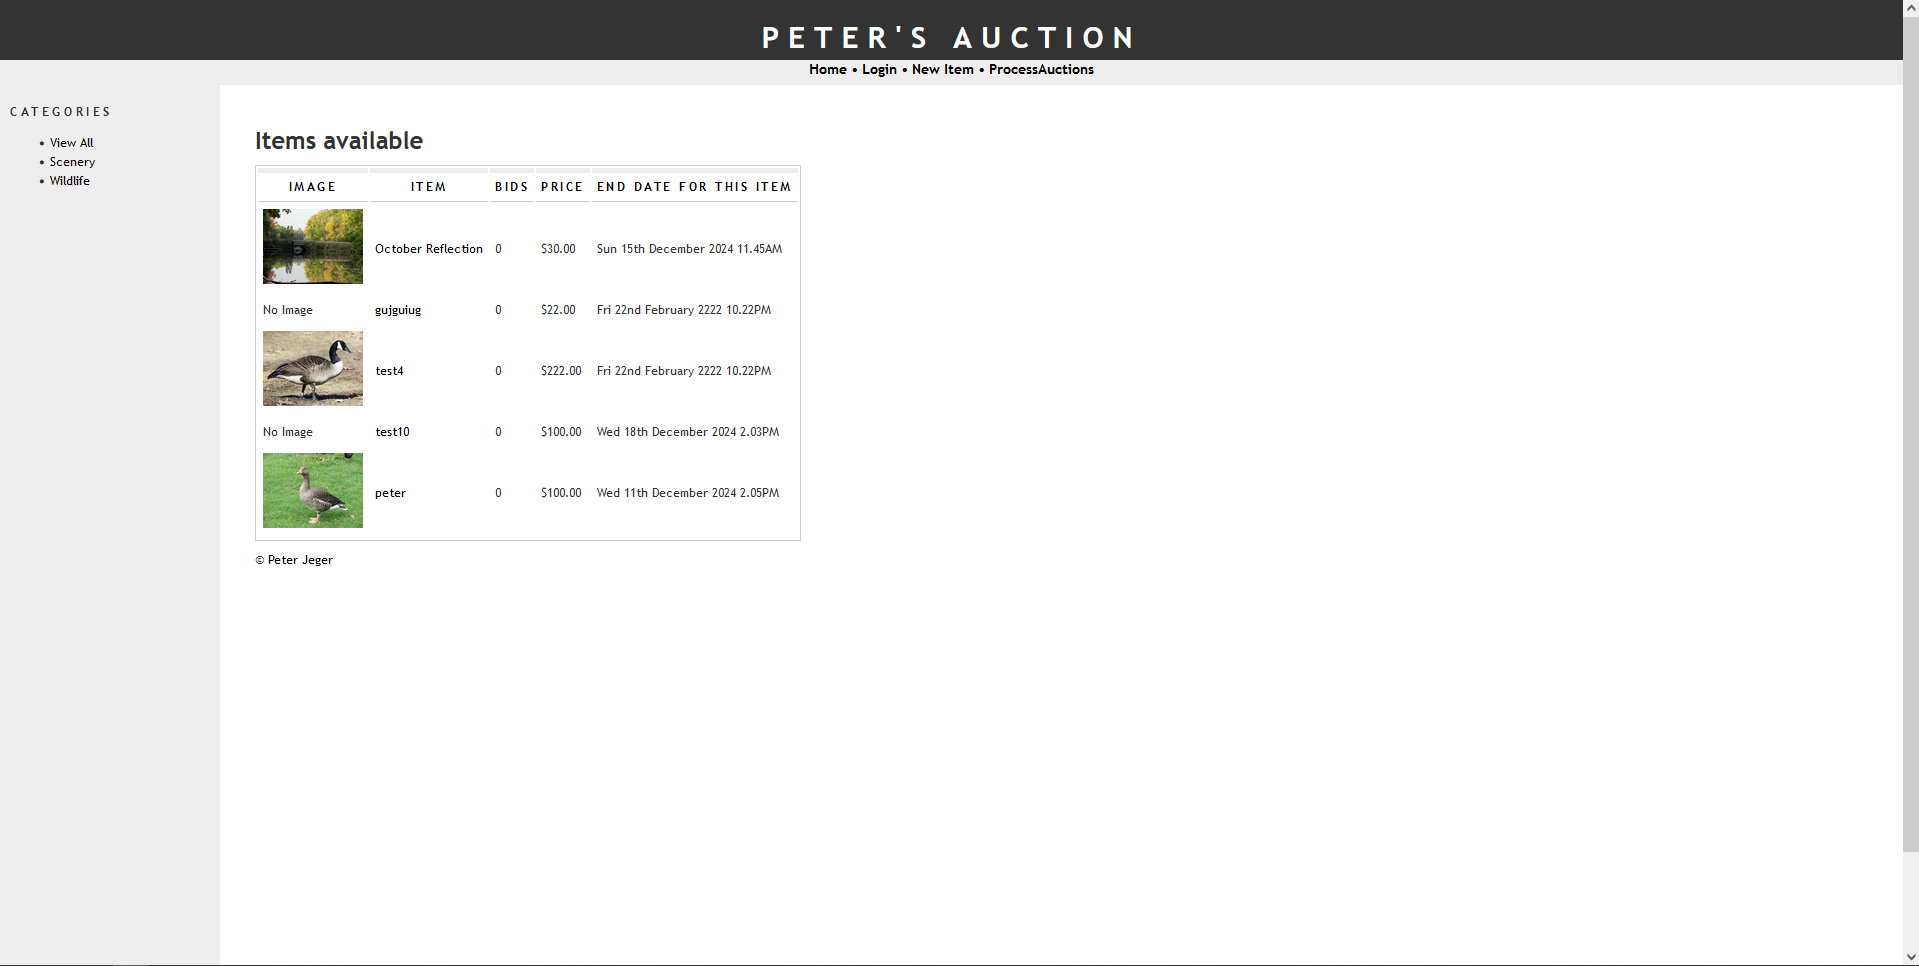 PETER'S AUCTION
Home • Login • New Item • ProcessAuctions
CATEGORIES
• View All
• Scenery
• Wildlife
Items available
IMAGE ITEM BIDS PRICE END DATE FOR THIS ITEM
October Reflection 0 $30.00 Sun 15th December 2024 11.45AM
No Image gujguiug 0 $22.00 Fri 22nd February 2222 10.22PM
test4 0 $222.00 Fri 22nd February 2222 10.22PM
No Image test10 0 $100.00 Wed 18th December 2024 2.03PM
peter 0 $100.00 Wed 11th December 2024 2.05PM
© Peter Jeger